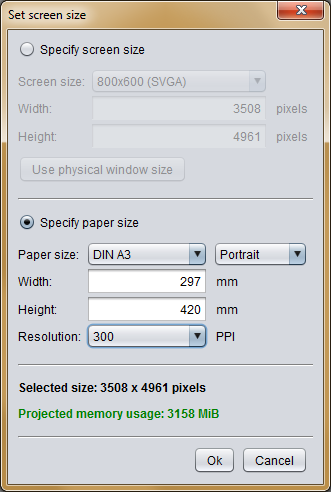 Set screen size
Specify screen size
Screen size: 800x600 (SVGA)
Width: 3508 pixels
Height: 4961 pixels
Use physical window size
Specify paper size
Paper size: DIN A3 Portrait
Width: 297 mm
Height: 420 mm
Resolution: 300 PPI
Selected size: 3508 x 4961 pixels
Projected memory usage: 3158 MiB
Ok Cancel